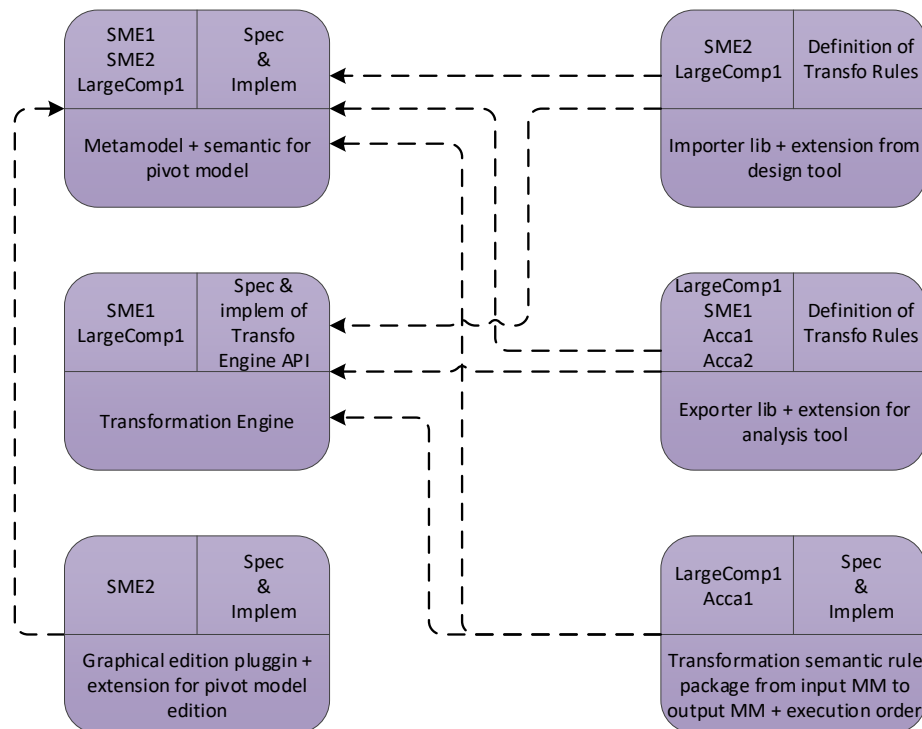 SME1
SME2
LargeComp1
Spec
&
Implem
Metamodel + semantic for
pivot model
SME2
LargeComp1
Definition of
Transfo Rules
Importer lib + extension from
design tool
SME1
LargeComp1
Spec &
implem of
Transfo
Engine API
Transformation Engine
LargeComp1
SME1
Acca1
Acca2
Definition of
Transfo Rules
Exporter lib + extension for
analysis tool
SME2
Spec
&
Implem
Graphical edition pluggin +
extension for pivot model
edition
LargeComp1
Acca1
Spec
&
Implem
Transformation semantic rule
package from input MM to
output MM + execution order